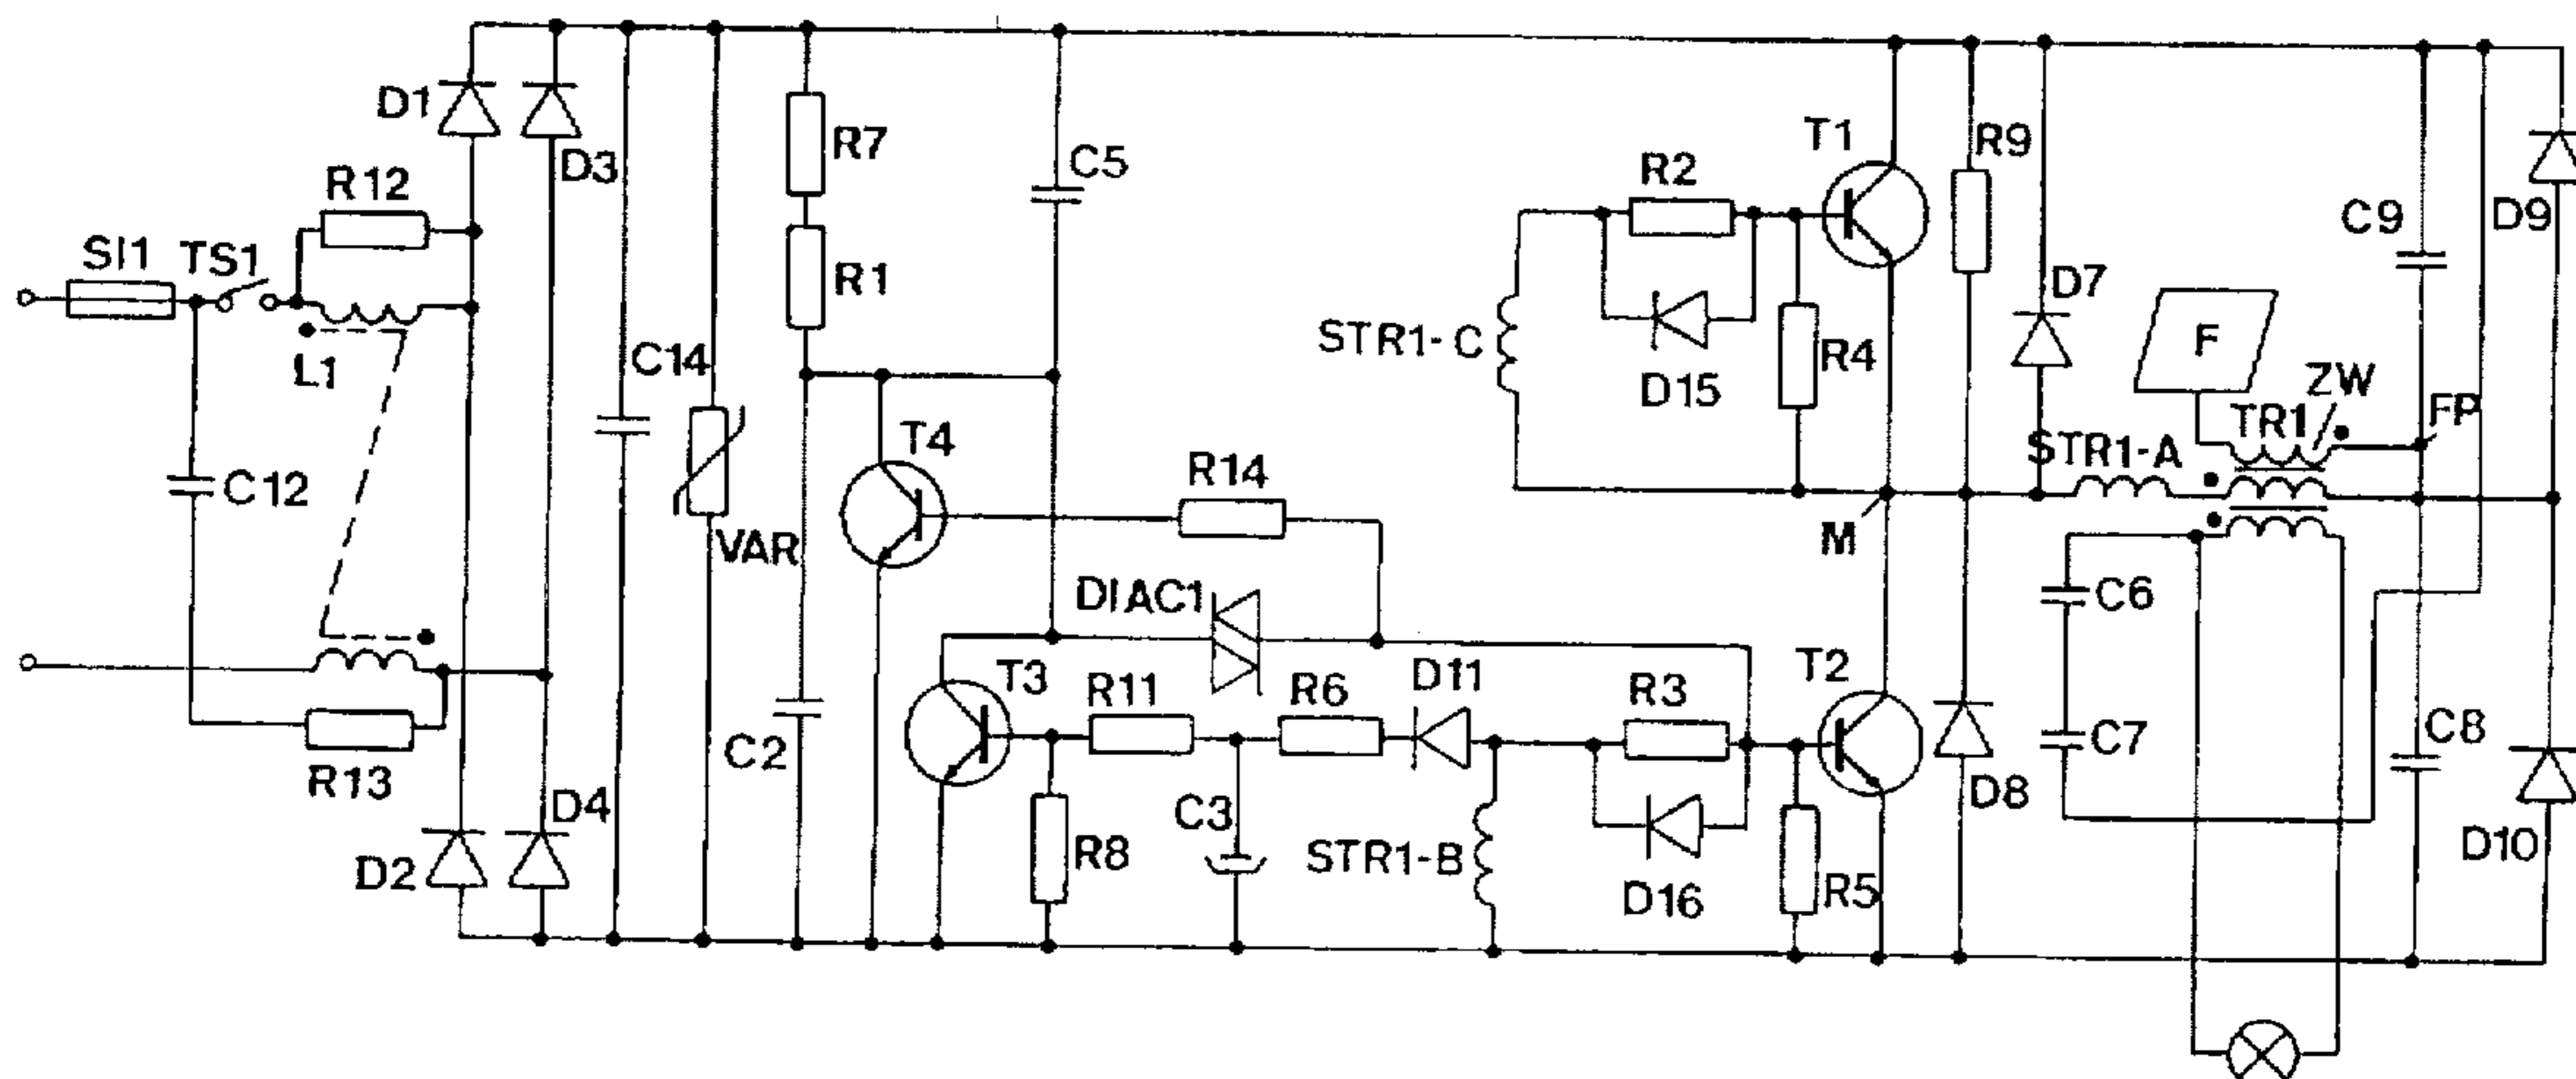 D1
D3
R12
SI1
TS1
L1
C12
R13
D2
D4
C14
VAR
R7
R1
C5
C2
T4
R14
DIAC1
T3
R11
R6
D11
R8
C3
STR1-B
R3
D16
R5
T2
D8
STR1-C
R2
D15
R4
T1
R9
M
D7
STR1-A
F
TR1
ZW
FP
C9
D9
C6
C7
C8
D10